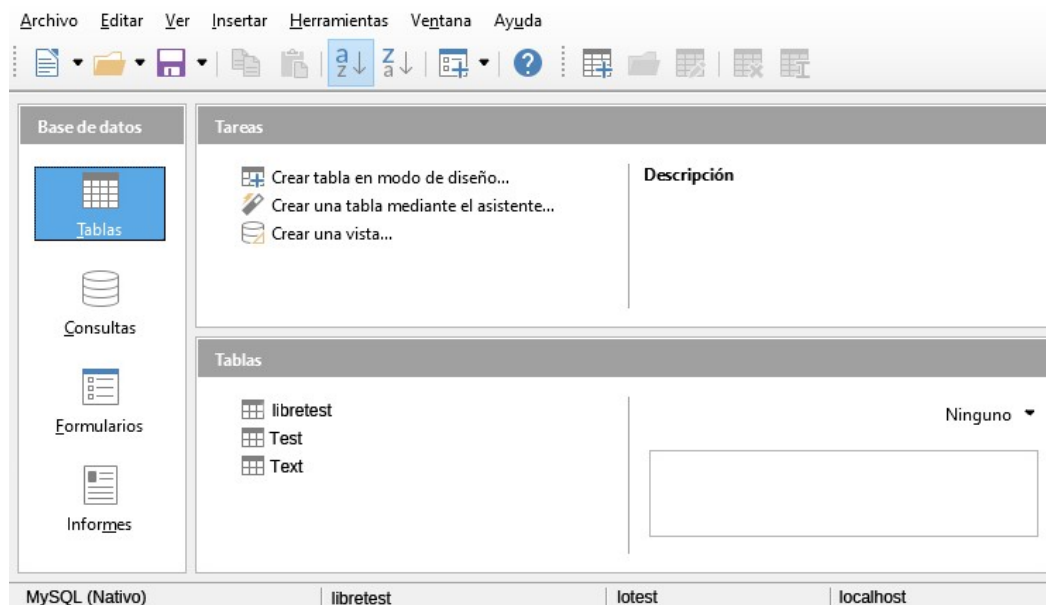 Archivo Editar Ver Insertar Herramientas Ventana Ayuda
Base de datos
Tablas
Consultas
Formularios
Informes
Tareas
Crear tabla en modo de diseño...
Crear una tabla mediante el asistente...
Crear una vista...
Descripción
Tablas
libretest
Test
Text
Ninguno
MySQL (Nativo) libretest lotest localhost